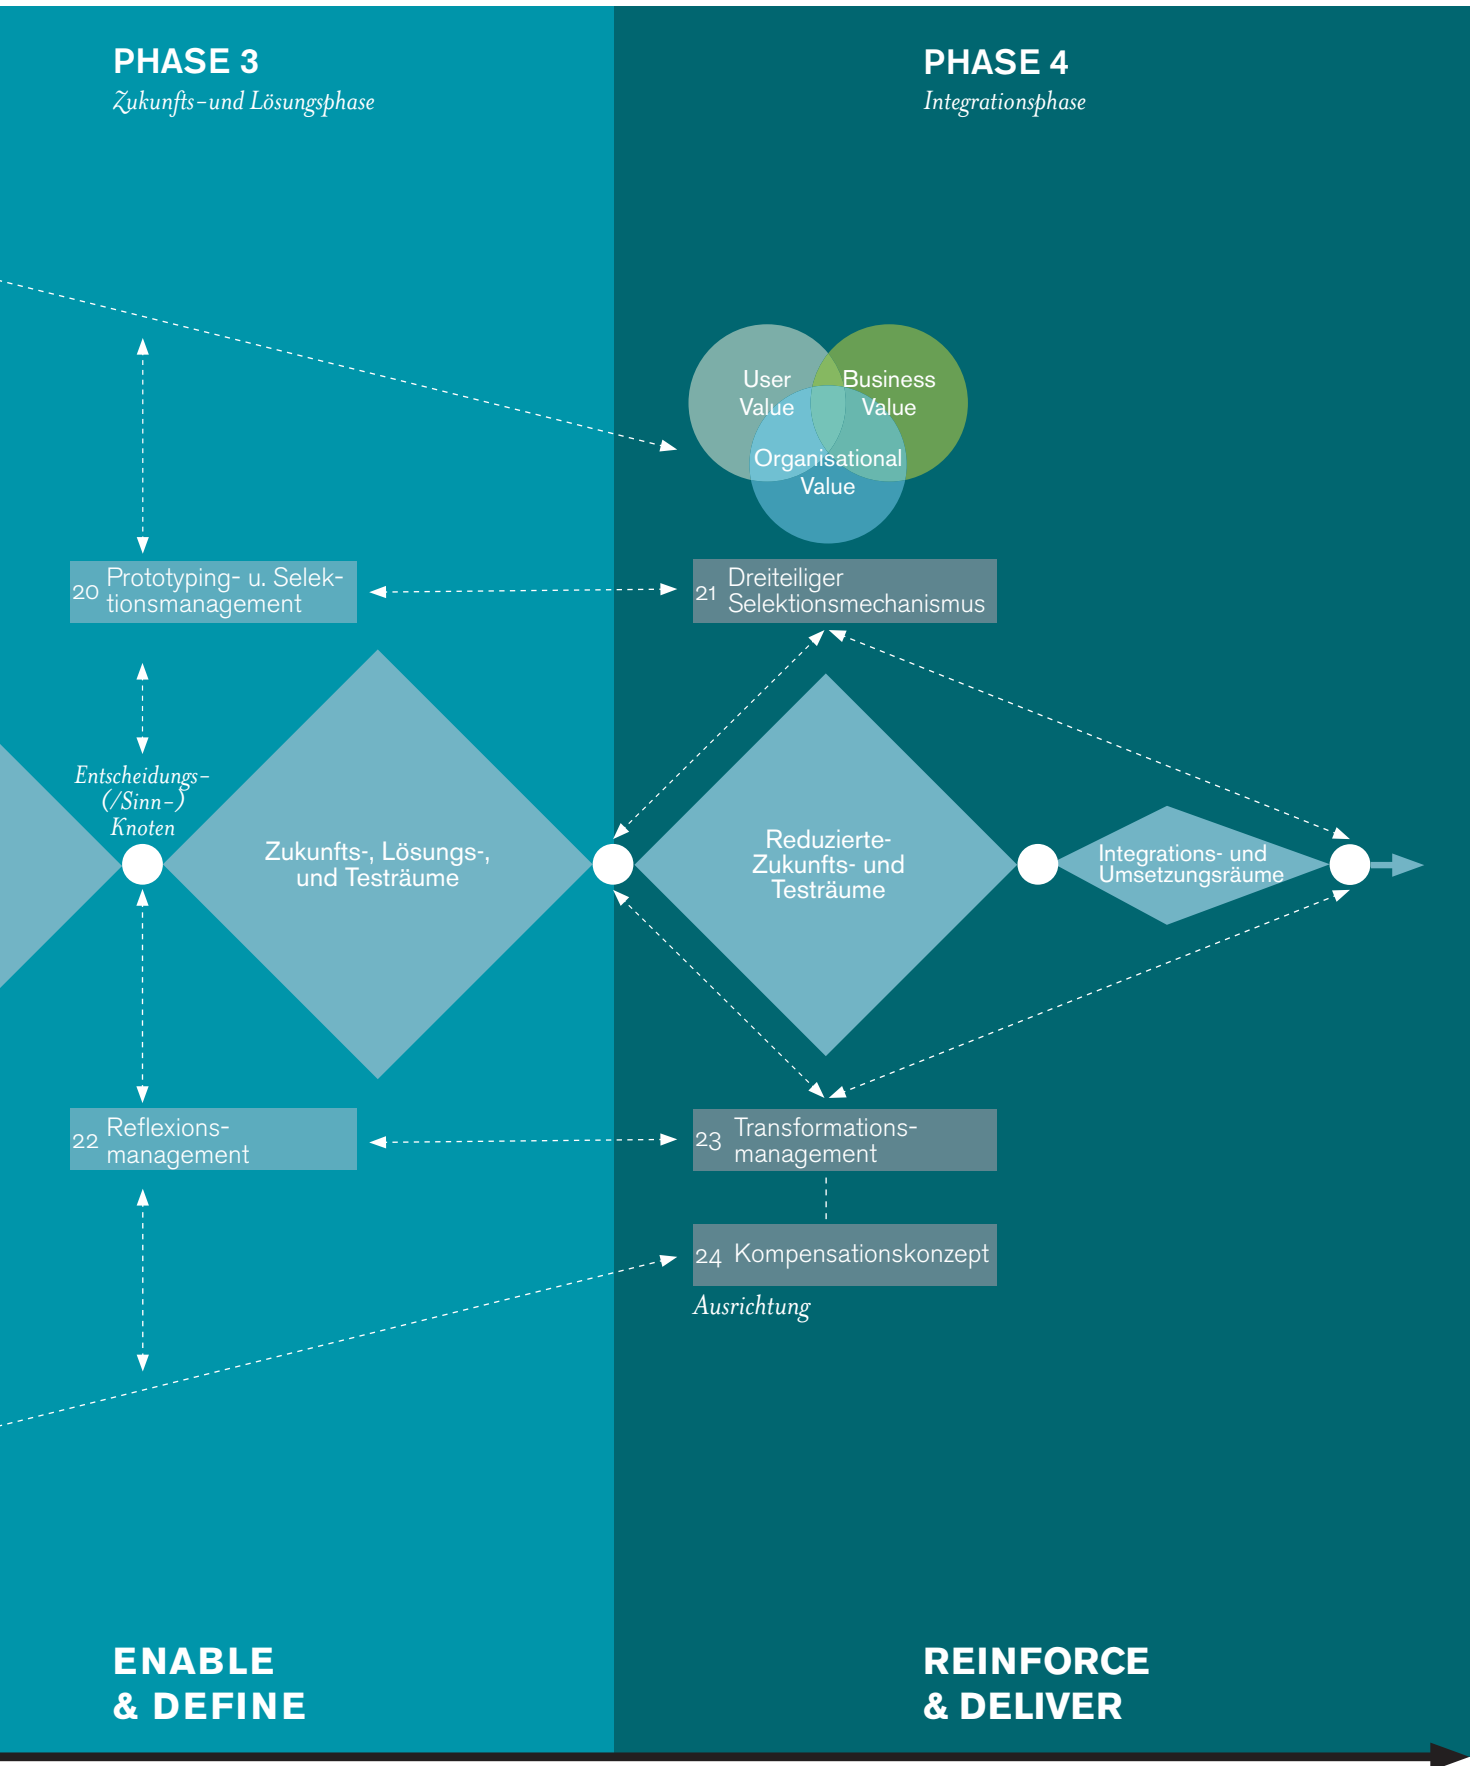 PHASE 3
Zukunfts-und Lösungsphase
PHASE 4
Integrationsphase
User
Value
Business
Value
Organisational
Value
20 Prototyping- u. Selek-
tionsmanagement
21 Dreiteiliger
Selektionsmechanismus
Entscheidungs-
(/Sinn-)
Knoten
Zukunfts-, Lösungs-,
und Testräume
Reduzierte-
Zukunfts- und
Testräume
Integrations- und
Umsetzungsräume
22 Reflexions-
management
23 Transformations-
management
24 Kompensationskonzept
Ausrichtung
ENABLE
& DEFINE
REINFORCE
& DELIVER